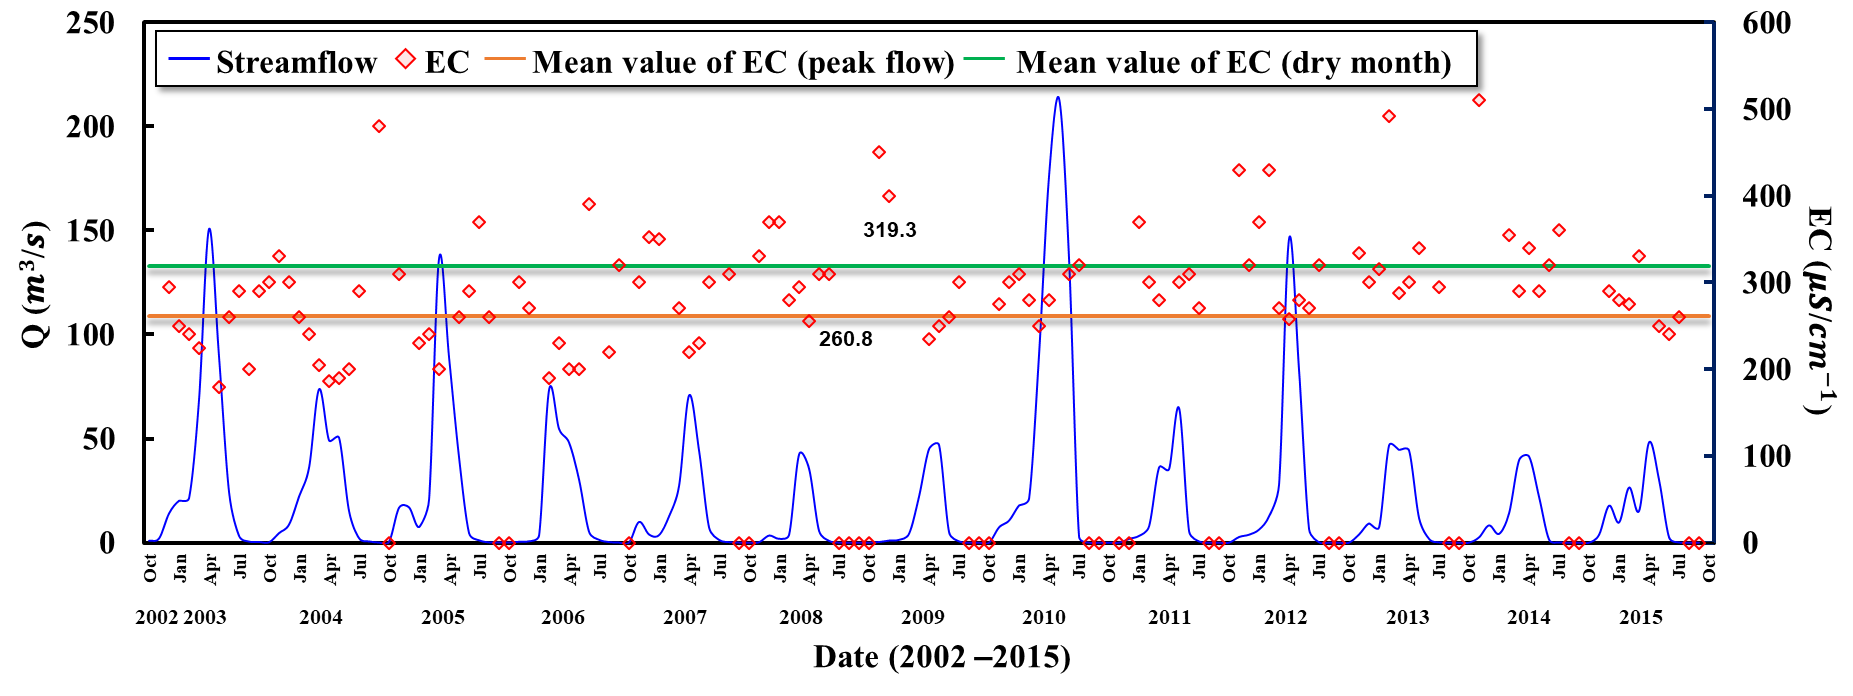 250
200
150
100
50
0
Q (m³/s)
600
500
400
300
200
100
0
EC (µS/cm⁻¹)
Streamflow EC Mean value of EC (peak flow) Mean value of EC (dry month)
319.3
260.8
Oct Jan Apr Jul Oct Jan Apr Jul Oct Jan Apr Jul Oct Jan Apr Jul Oct Jan Apr Jul Oct Jan Apr Jul Oct Jan Apr Jul Oct Jan Apr Jul Oct Jan Apr Jul Oct Jan Apr Jul Oct Jan Apr Jul Oct Jan Apr Jul Oct Jan Apr Jul Oct
2002 2003 2004 2005 2006 2007 2008 2009 2010 2011 2012 2013 2014 2015
Date (2002 –2015)